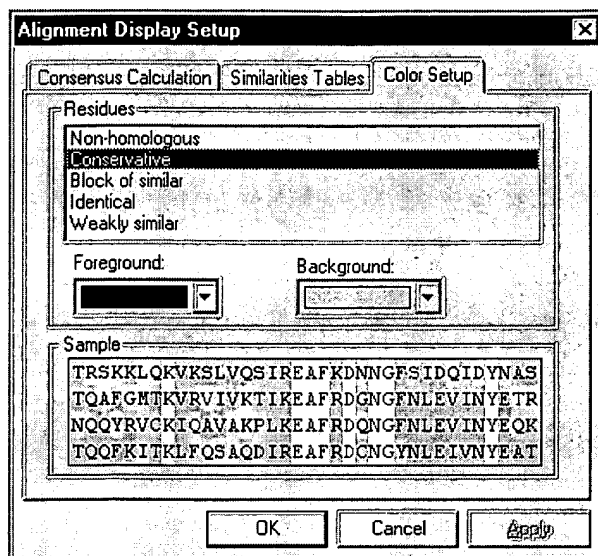 Alignment Display Setup
Consensus Calculation Similarities Tables Color Setup
Residues
Non-homologous
Conservative
Block of similar
Identical
Weakly similar
Foreground: Background:
Sample
TRSKKLQKVKSLVQSIREAFKDNNGFSIDQIDYNAS
TQAFGMTKVRVIVKTIKEAFRDGNGFNLEVINYETR
NQQYRVCKIQAVAKPLKEAFRDQNGFNLEVINYEQK
TQQFKITKLFQSAQDIREAFRDCNGYNLEIVNYEAT
OK Cancel Apply